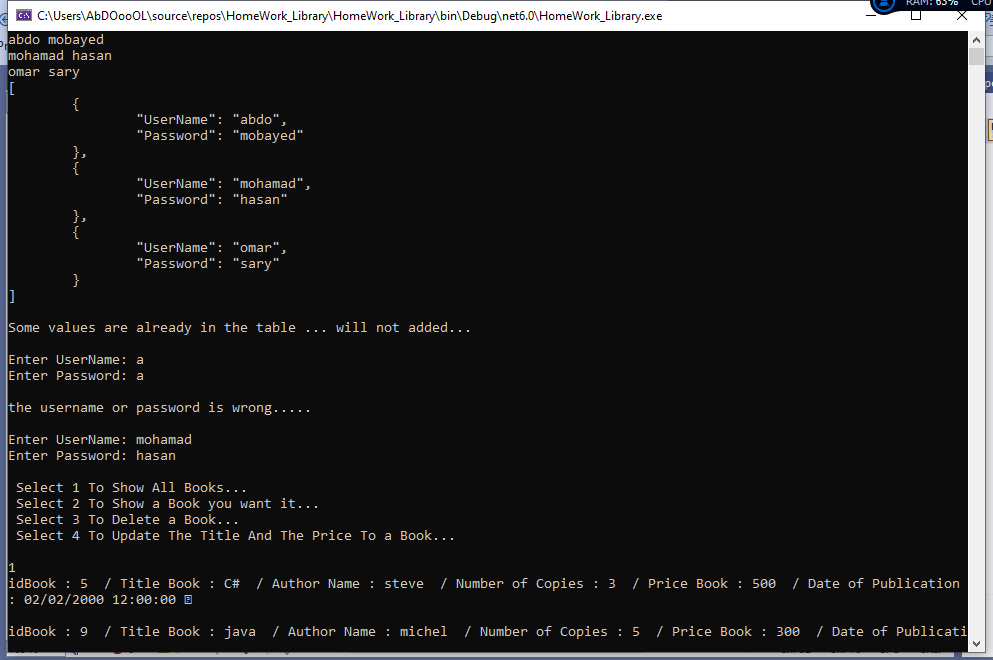 RAM: 63% CPU
C:\Users\AbDOooOL\source\repos\HomeWork_Library\HomeWork_Library\bin\Debug\net6.0\HomeWork_Library.exe
abdo mobayed
mohamad hasan
omar sary
[
{
"UserName": "abdo",
"Password": "mobayed"
},
{
"UserName": "mohamad",
"Password": "hasan"
},
{
"UserName": "omar",
"Password": "sary"
}
]
Some values are already in the table ... will not added...
Enter UserName: a
Enter Password: a
the username or password is wrong.....
Enter UserName: mohamad
Enter Password: hasan
Select 1 To Show All Books...
Select 2 To Show a Book you want it...
Select 3 To Delete a Book...
Select 4 To Update The Title And The Price To a Book...
1
idBook : 5 / Title Book : C# / Author Name : steve / Number of Copies : 3 / Price Book : 500 / Date of Publication
: 02/02/2000 12:00:00
idBook : 9 / Title Book : java / Author Name : michel / Number of Copies : 5 / Price Book : 300 / Date of Publicati